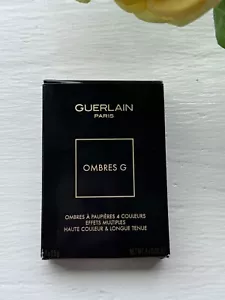 GUERLAIN
PARIS
OMBRES G
OMBRES À PAUPIÈRES 4 COULEURS
EFFETS MULTIPLES
HAUTE COULEUR & LONGUE TENUE